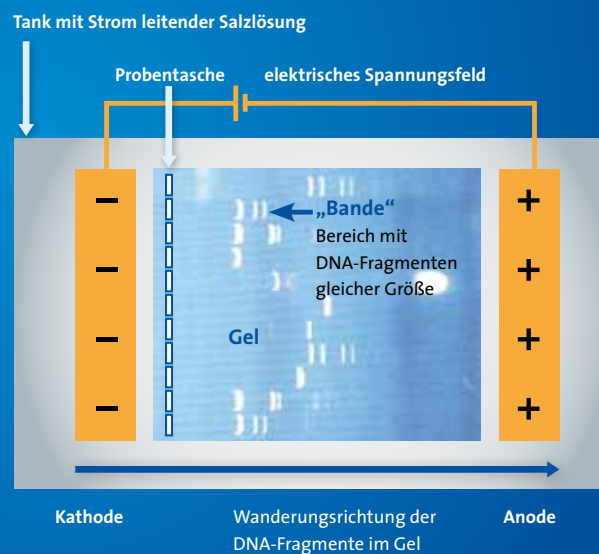 Tank mit Strom leitender Salzlösung
Probentasche
elektrisches Spannungsfeld
„Bande“
Bereich mit
DNA-Fragmenten
gleicher Größe
Gel
− + 
− +
− +
− +
Kathode
Wanderungsrichtung der
DNA-Fragmente im Gel
Anode